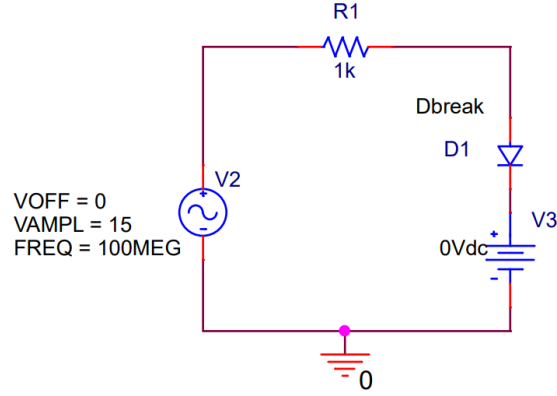 R1
1k
Dbreak
D1
V2
VOFF = 0
VAMPL = 15
FREQ = 100MEG
V3
+
0Vdc
-
+
-
0